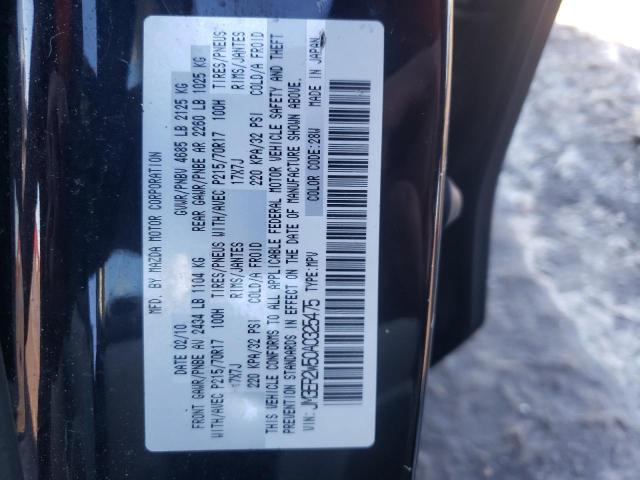 MFD. BY MAZDA MOTOR CORPORATION
DATE 02/10 GVWR/PNBV 4685 LB 2125 KG
FRONT GAWR/PNBE AV 2434 LB 1104 KG REAR GAWR/PNBE AR 2260 LB 1025 KG
WITH/AVEC P215/70R17 100H TIRES/PNEUS WITH/AVEC P215/70R17 100H TIRES/PNEUS
17X7J RIMS/JANTES 17X7J RIMS/JANTES
220 KPA/32 PSI COLD/A FROID 220 KPA/32 PSI COLD/A FROID
THIS VEHICLE CONFORMS TO ALL APPLICABLE FEDERAL MOTOR VEHICLE SAFETY AND THEFT
PREVENTION STANDARDS IN EFFECT ON THE DATE OF MANUFACTURE SHOWN ABOVE.
VIN: JM3ER2W50A0325475 TYPE:MPV COLOR CODE:28W MADE IN JAPAN